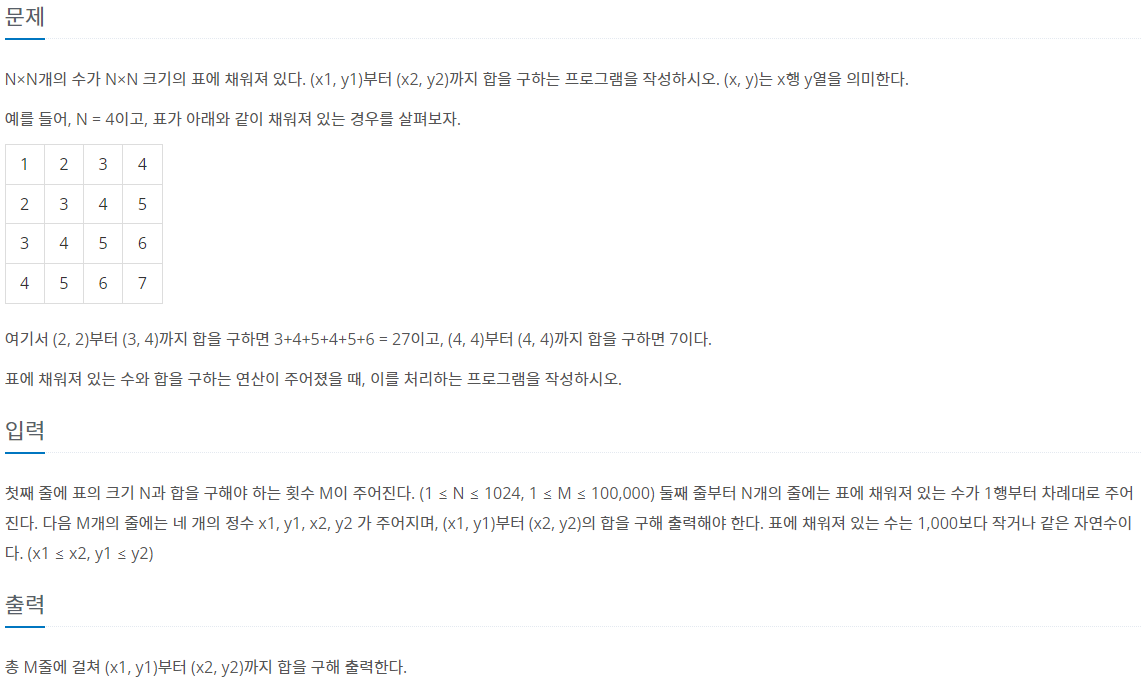 문제
N×N개의 수가 N×N 크기의 표에 채워져 있다. (x1, y1)부터 (x2, y2)까지 합을 구하는 프로그램을 작성하시오. (x, y)는 x행 y열을 의미한다.
예를 들어, N = 4이고, 표가 아래와 같이 채워져 있는 경우를 살펴보자.
1 2 3 4
2 3 4 5
3 4 5 6
4 5 6 7
여기서 (2, 2)부터 (3, 4)까지 합을 구하면 3+4+5+4+5+6 = 27이고, (4, 4)부터 (4, 4)까지 합을 구하면 7이다.
표에 채워져 있는 수와 합을 구하는 연산이 주어졌을 때, 이를 처리하는 프로그램을 작성하시오.
입력
첫째 줄에 표의 크기 N과 합을 구해야 하는 횟수 M이 주어진다. (1 ≤ N ≤ 1024, 1 ≤ M ≤ 100,000) 둘째 줄부터 N개의 줄에는 표에 채워져 있는 수가 1행부터 차례대로 주어
진다. 다음 M개의 줄에는 네 개의 정수 x1, y1, x2, y2 가 주어지며, (x1, y1)부터 (x2, y2)의 합을 구해 출력해야 한다. 표에 채워져 있는 수는 1,000보다 작거나 같은 자연수이
다. (x1 ≤ x2, y1 ≤ y2)
출력
총 M줄에 걸쳐 (x1, y1)부터 (x2, y2)까지 합을 구해 출력한다.